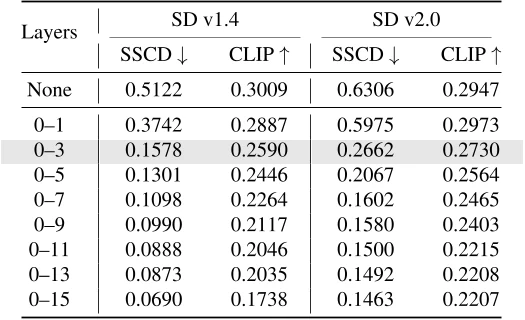 Layers SD v1.4 SD v2.0
SSCD ↓ CLIP ↑ SSCD ↓ CLIP ↑
None 0.5122 0.3009 0.6306 0.2947
0–1 0.3742 0.2887 0.5975 0.2973
0–3 0.1578 0.2590 0.2662 0.2730
0–5 0.1301 0.2446 0.2067 0.2564
0–7 0.1098 0.2264 0.1602 0.2465
0–9 0.0990 0.2117 0.1580 0.2403
0–11 0.0888 0.2046 0.1500 0.2215
0–13 0.0873 0.2035 0.1492 0.2208
0–15 0.0690 0.1738 0.1463 0.2207